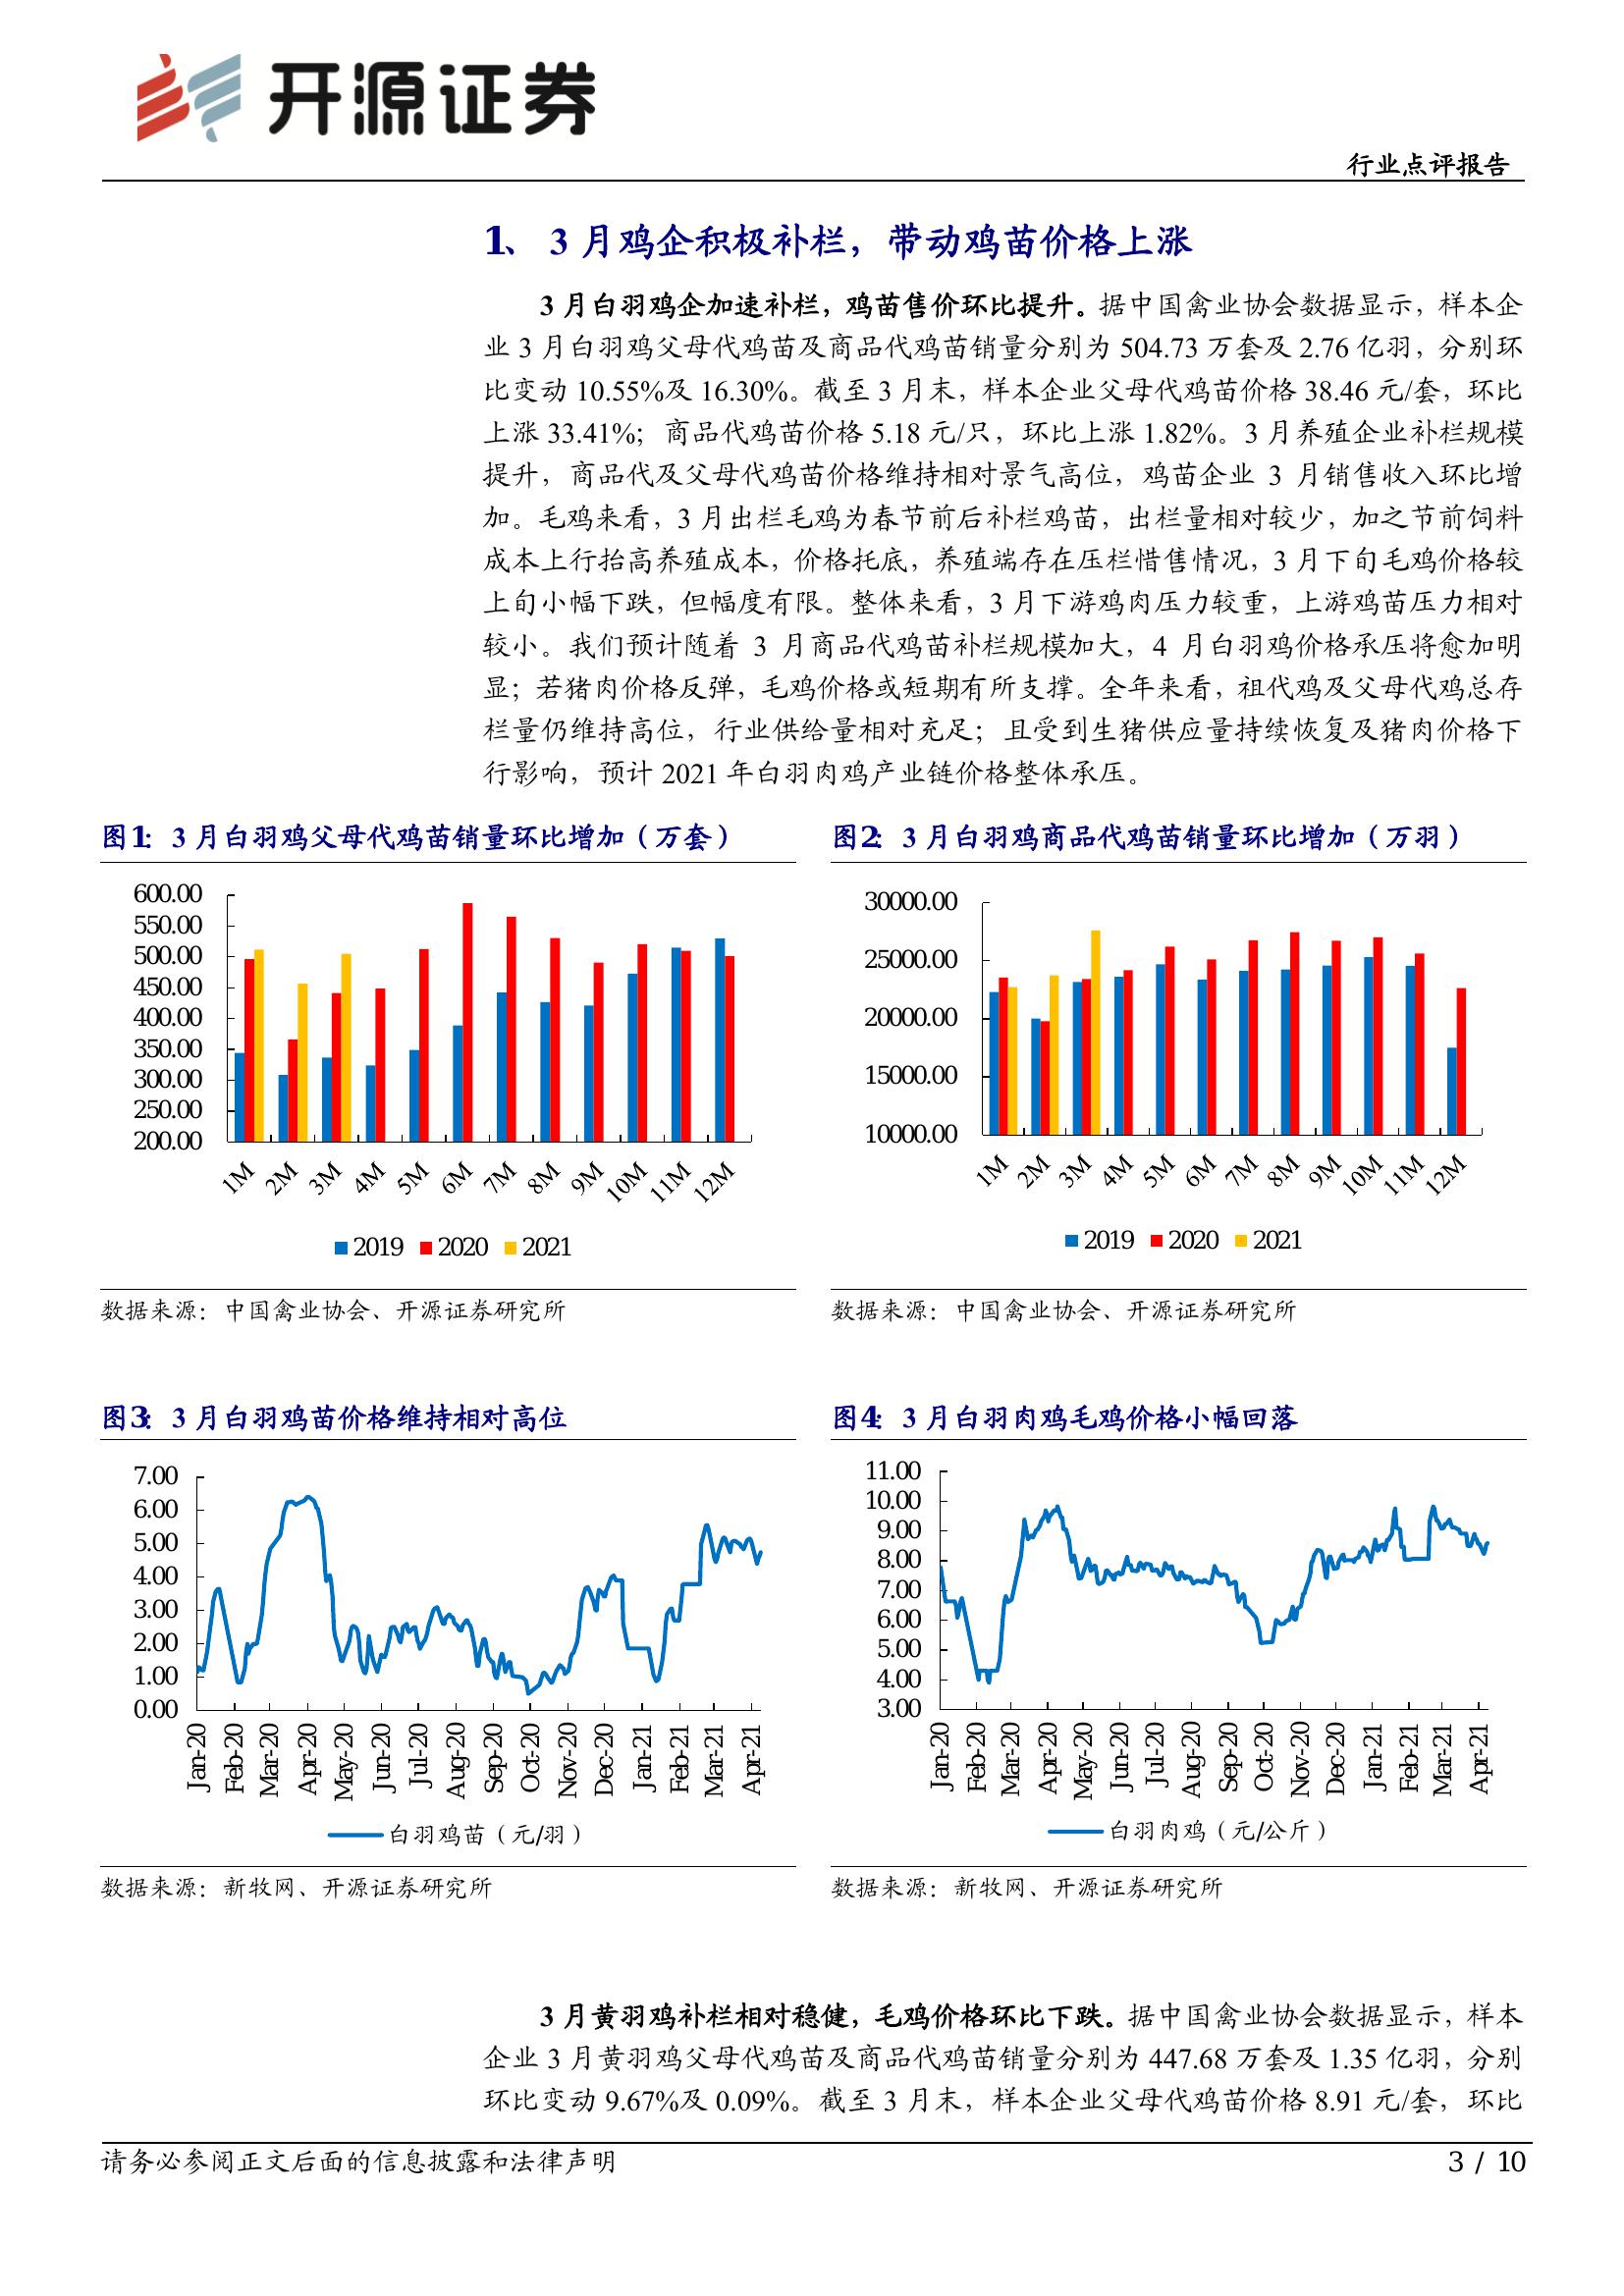 开源证券
行业点评报告
1、 3 月鸡企积极补栏，带动鸡苗价格上涨
3 月白羽鸡企加速补栏，鸡苗售价环比提升。据中国禽业协会数据显示，样本企
业 3 月白羽鸡父母代鸡苗及商品代鸡苗销量分别为 504.73 万套及 2.76 亿羽，分别环
比变动 10.55%及 16.30%。截至 3 月末，样本企业父母代鸡苗价格 38.46 元/套，环比
上涨 33.41%；商品代鸡苗价格 5.18 元/只，环比上涨 1.82%。3 月养殖企业补栏规模
提升，商品代及父母代鸡苗价格维持相对景气高位，鸡苗企业 3 月销售收入环比增
加。毛鸡来看，3 月出栏毛鸡为春节前后补栏鸡苗，出栏量相对较少，加之节前饲料
成本上行抬高养殖成本，价格托底，养殖端存在压栏惜售情况，3 月下旬毛鸡价格较
上旬小幅下跌，但幅度有限。整体来看，3 月下游鸡肉压力较重，上游鸡苗压力相对
较小。我们预计随着 3 月商品代鸡苗补栏规模加大，4 月白羽鸡价格承压将愈加明
显；若猪肉价格反弹，毛鸡价格或短期有所支撑。全年来看，祖代鸡及父母代鸡总存
栏量仍维持高位，行业供给量相对充足；且受到生猪供应量持续恢复及猪肉价格下
行影响，预计 2021 年白羽肉鸡产业链价格整体承压。
图1：3 月白羽鸡父母代鸡苗销量环比增加（万套）
600.00
550.00
500.00
450.00
400.00
350.00
300.00
250.00
200.00
1M 2M 3M 4M 5M 6M 7M 8M 9M 10M 11M 12M
2019 2020 2021
数据来源：中国禽业协会、开源证券研究所
图2：3 月白羽鸡商品代鸡苗销量环比增加（万羽）
30000.00
25000.00
20000.00
15000.00
10000.00
1M 2M 3M 4M 5M 6M 7M 8M 9M 10M 11M 12M
2019 2020 2021
数据来源：中国禽业协会、开源证券研究所
图3：3 月白羽鸡苗价格维持相对高位
7.00
6.00
5.00
4.00
3.00
2.00
1.00
0.00
Jan-20 Feb-20 Mar-20 Apr-20 May-20 Jun-20 Jul-20 Aug-20 Sep-20 Oct-20 Nov-20 Dec-20 Jan-21 Feb-21 Mar-21 Apr-21
白羽鸡苗（元/羽）
数据来源：新牧网、开源证券研究所
图4：3 月白羽肉鸡毛鸡价格小幅回落
11.00
10.00
9.00
8.00
7.00
6.00
5.00
4.00
3.00
Jan-20 Feb-20 Mar-20 Apr-20 May-20 Jun-20 Jul-20 Aug-20 Sep-20 Oct-20 Nov-20 Dec-20 Jan-21 Feb-21 Mar-21 Apr-21
白羽肉鸡（元/公斤）
数据来源：新牧网、开源证券研究所
3 月黄羽鸡补栏相对稳健，毛鸡价格环比下跌。据中国禽业协会数据显示，样本
企业 3 月黄羽鸡父母代鸡苗及商品代鸡苗销量分别为 447.68 万套及 1.35 亿羽，分别
环比变动 9.67%及 0.09%。截至 3 月末，样本企业父母代鸡苗价格 8.91 元/套，环比
请务必参阅正文后面的信息披露和法律声明
3 / 10